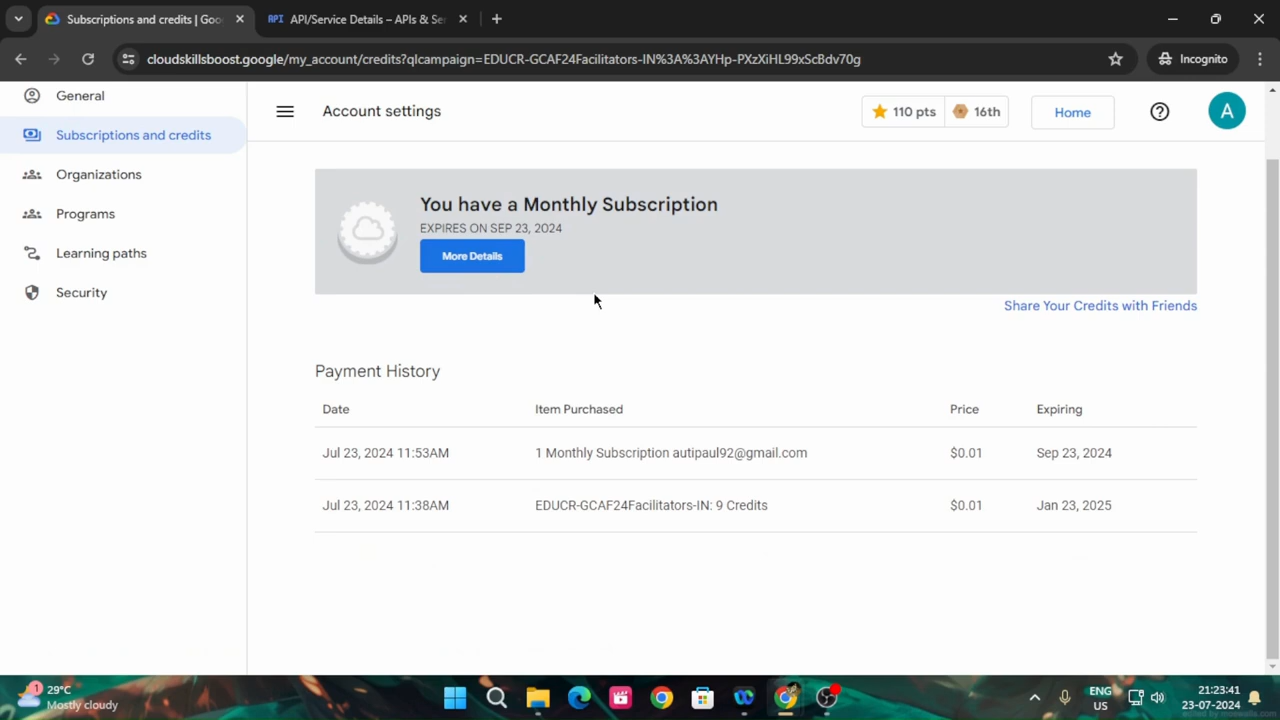 Subscriptions and credits | Goo
API/Service Details – APIs & Se
cloudskillsboost.google/my_account/credits?qlcampaign=EDUCR-GCAF24Facilitators-IN%3A%3AYHp-PXzXiHL99xScBdv70g
Incognito
General
Subscriptions and credits
Organizations
Programs
Learning paths
Security
Account settings
110 pts
16th
Home
A
You have a Monthly Subscription
EXPIRES ON SEP 23, 2024
More Details
Share Your Credits with Friends
Payment History
Date Item Purchased Price Expiring
Jul 23, 2024 11:53AM 1 Monthly Subscription autipaul92@gmail.com $0.01 Sep 23, 2024
Jul 23, 2024 11:38AM EDUCR-GCAF24Facilitators-IN: 9 Credits $0.01 Jan 23, 2025
1
29°C
Mostly cloudy
ENG
US
21:23:41
23-07-2024